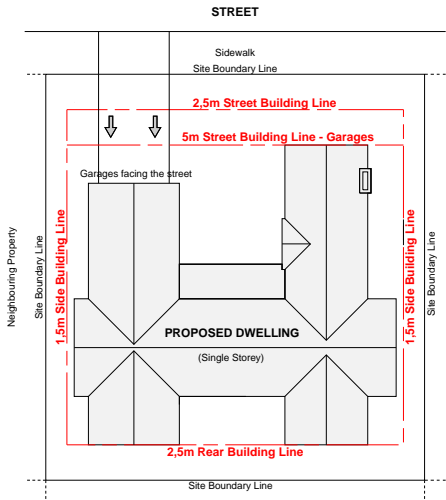 STREET
Sidewalk
Site Boundary Line
2,5m Street Building Line
5m Street Building Line - Garages
Garages facing the street
Neighbouring Property
Site Boundary Line
1,5m Side Building Line
1,5m Side Building Line
Site Boundary Line
PROPOSED DWELLING
(Single Storey)
2,5m Rear Building Line
Site Boundary Line